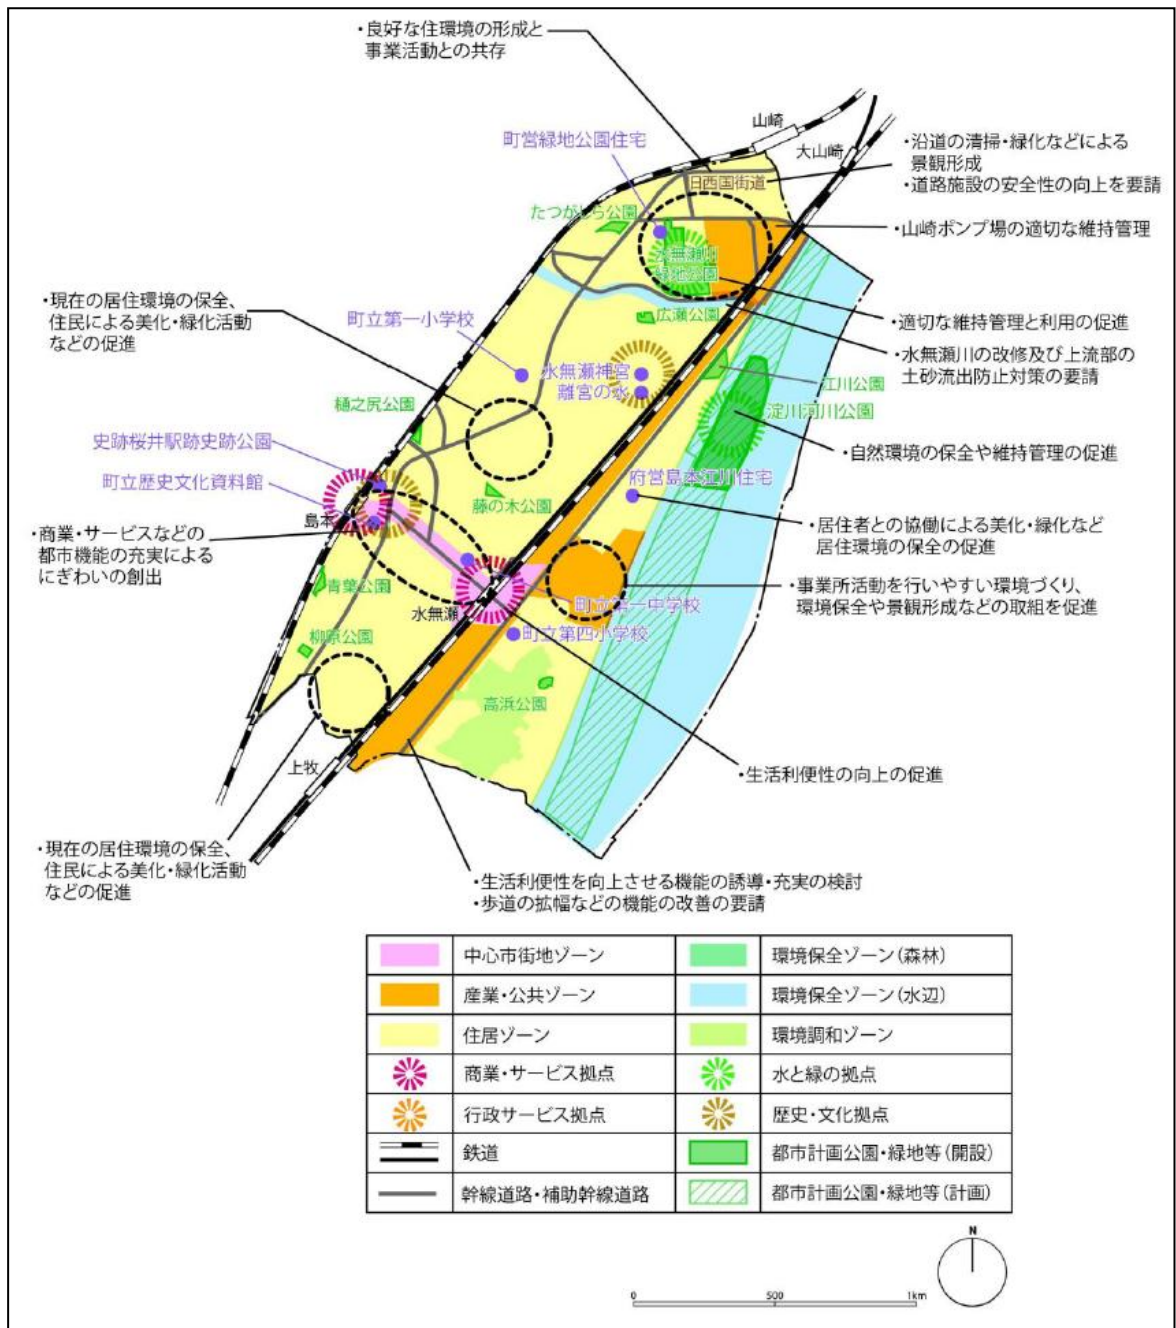 ・良好な住環境の形成と
事業活動との共存
山崎
大山崎
町営緑地公園住宅
・沿道の清掃・緑化などによる
景観形成
・道路施設の安全性の向上を要請
旧西国街道
たつがしら公園
・山崎ポンプ場の適切な維持管理
水無瀬川
緑地公園
・現在の居住環境の保全、
住民による美化・緑化活動
などの促進
町立第一小学校
広瀬公園
・適切な維持管理と利用の促進
・水無瀬川の改修及び上流部の
土砂流出防止対策の要請
水無瀬神宮
離宮の水
江川公園
樋之尻公園
淀川河川公園
史跡桜井駅跡史跡公園
・自然環境の保全や維持管理の促進
町立歴史文化資料館
府営島本江川住宅
藤の木公園
島本
・商業・サービスなどの
都市機能の充実による
にぎわいの創出
・居住者との協働による美化・緑化など
居住環境の保全の促進
青葉公園
・事業所活動を行いやすい環境づくり、
環境保全や景観形成などの取組を促進
水無瀬
町立第一中学校
町立第四小学校
柳原公園
高浜公園
上牧
・生活利便性の向上の促進
・現在の居住環境の保全、
住民による美化・緑化活動
などの促進
・生活利便性を向上させる機能の誘導・充実の検討
・歩道の拡幅などの機能の改善の要請
中心市街地ゾーン
環境保全ゾーン(森林)
産業・公共ゾーン
環境保全ゾーン(水辺)
住居ゾーン
環境調和ゾーン
商業・サービス拠点
水と緑の拠点
行政サービス拠点
歴史・文化拠点
鉄道
都市計画公園・緑地等(開設)
幹線道路・補助幹線道路
都市計画公園・緑地等(計画)
N
0 500 1km